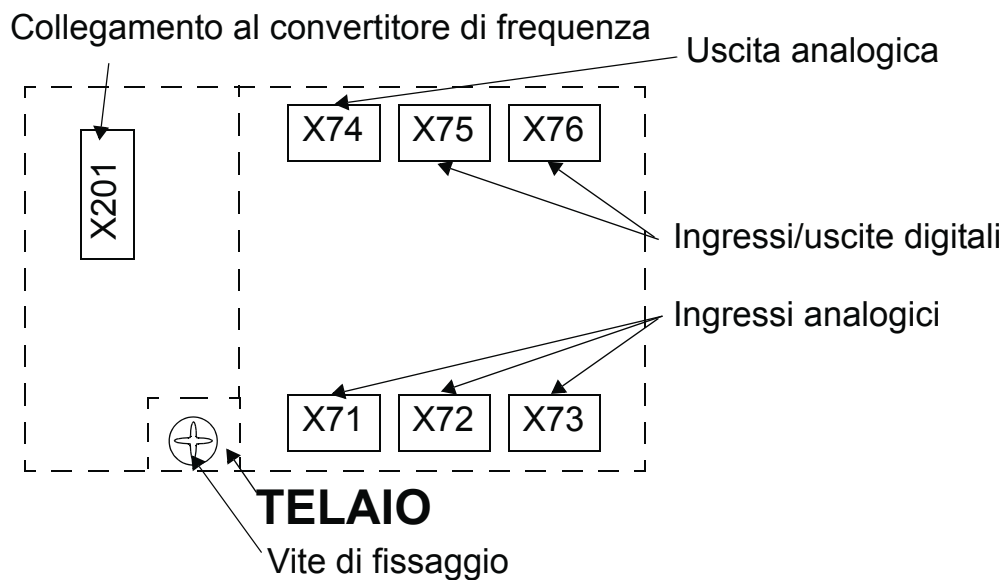 Collegamento al convertitore di frequenza
Uscita analogica
X74
X75
X76
X201
Ingressi/uscite digitali
Ingressi analogici
X71
X72
X73
TELAIO
Vite di fissaggio